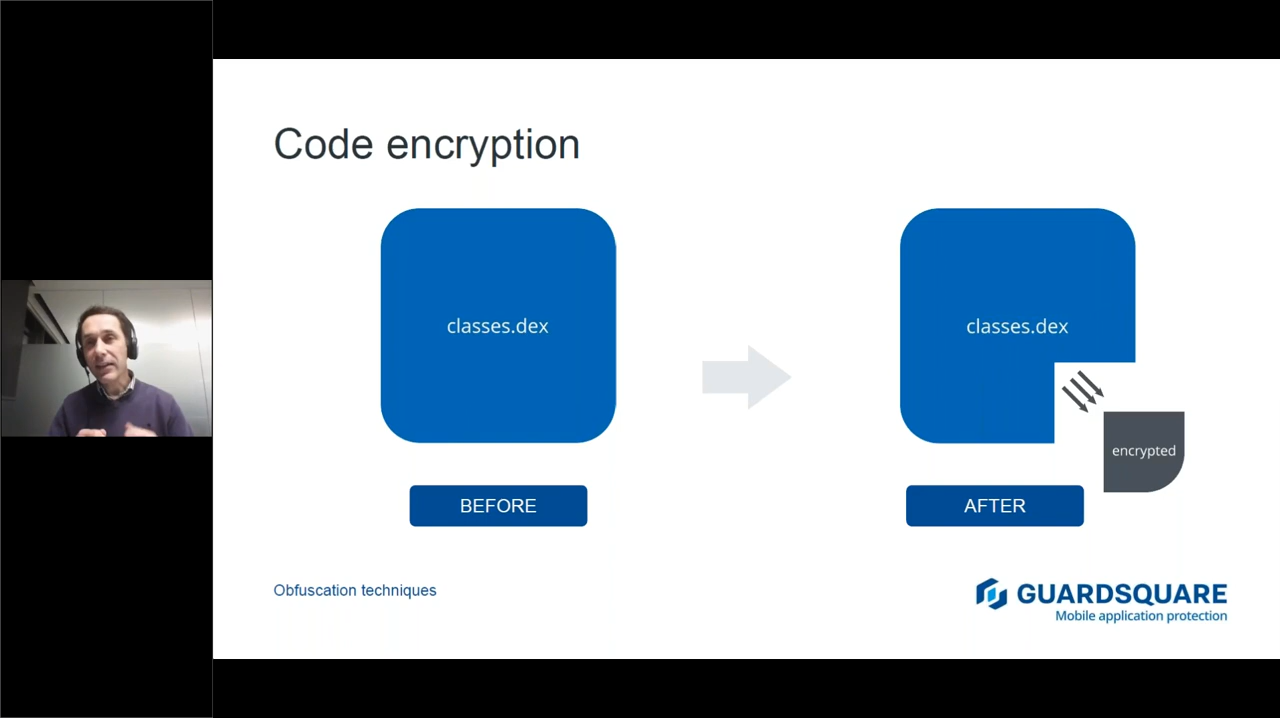 Code encryption
classes.dex
classes.dex
encrypted
BEFORE
AFTER
Obfuscation techniques
GUARDSQUARE
Mobile application protection